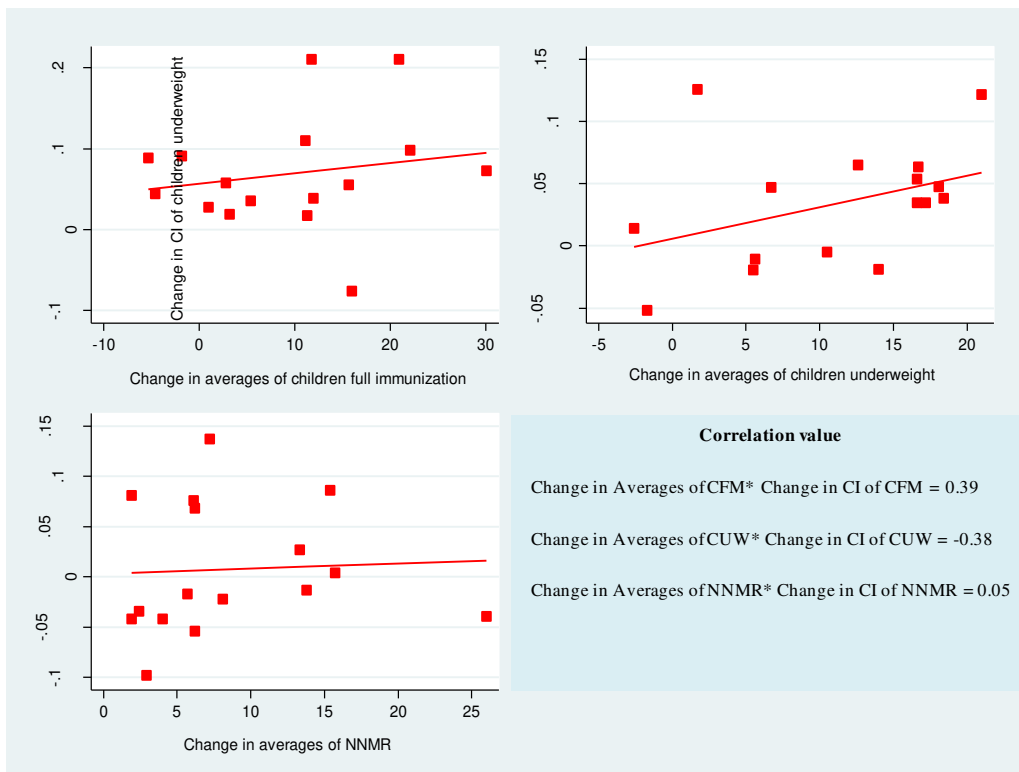 Change in CI of children underweight
.2
.1
0
-.1
-10 0 10 20 30
Change in averages of children full immunization
.15
.1
.05
0
-.05
-5 0 5 10 15 20
Change in averages of children underweight
.15
.1
.05
0
-.05
-.1
0 5 10 15 20 25
Change in averages of NNMR
Correlation value
Change in Averages of CFM* Change in CI of CFM = 0.39
Change in Averages of CUW* Change in CI of CUW = -0.38
Change in Averages of NNMR* Change in CI of NNMR = 0.05